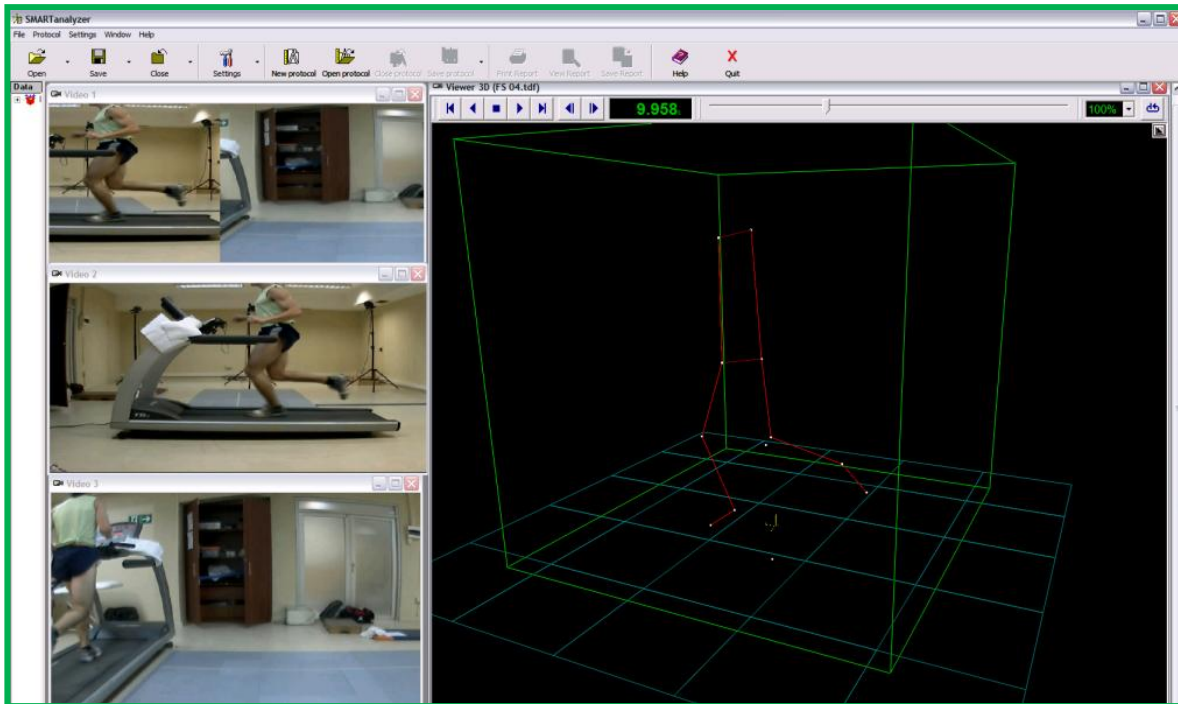 SMARTanalyzer
File Protocol Settings Window Help
Open Save Close Settings New protocol Open protocol Close protocol Save protocol Print Report View Report Save Report Help Quit
Data
Video 1
Viewer 3D (FS 04.tdf)
9.958s
100%
Video 2
Video 3